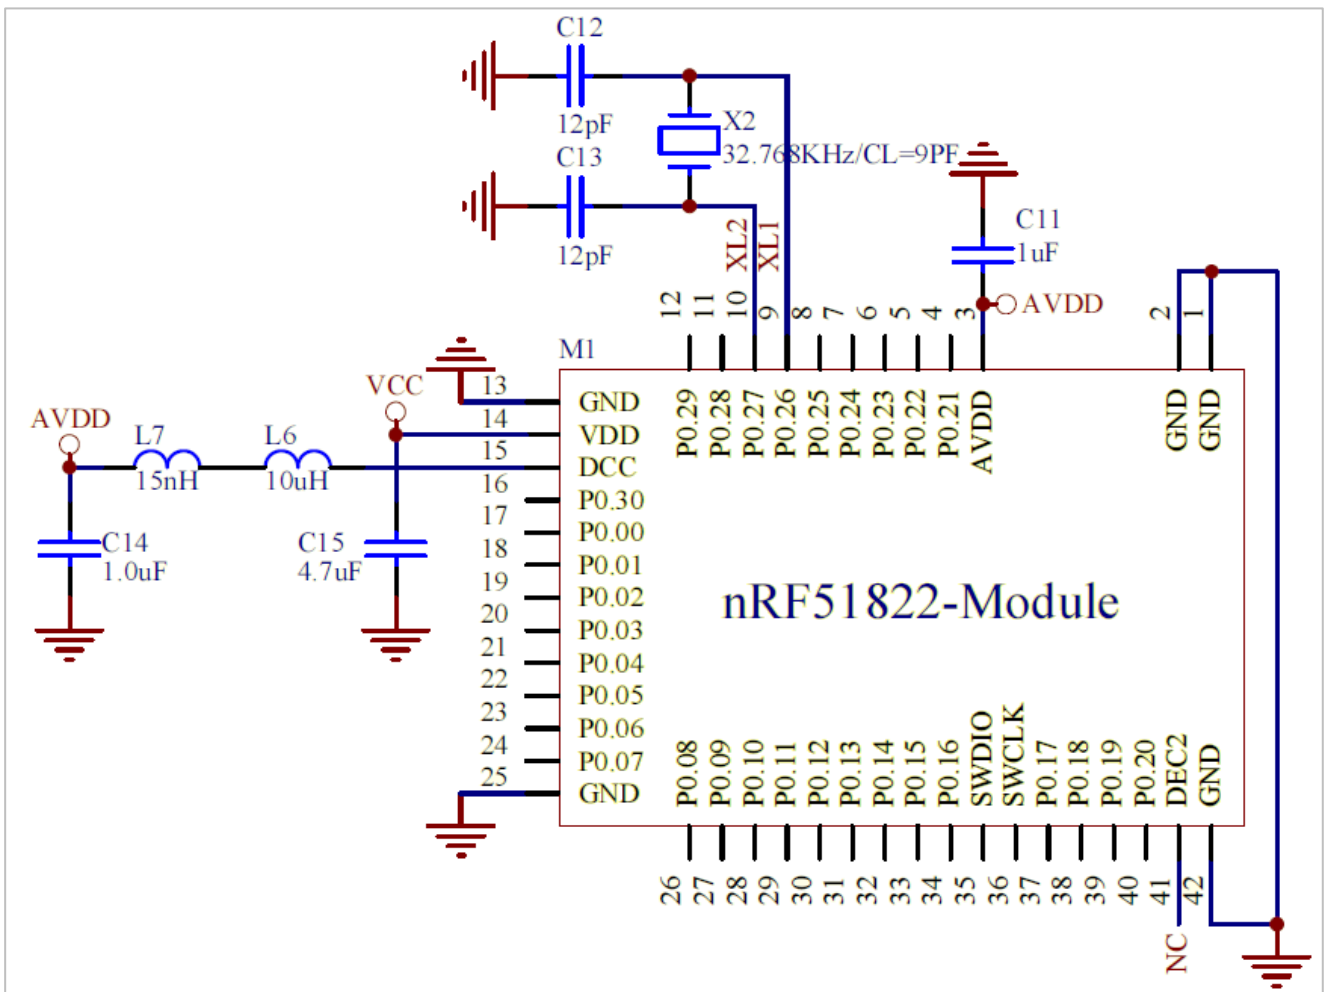 C12
12pF
X2
32.768KHz/CL=9PF
C13
12pF
XL2
XL1
C11
1uF
AVDD
12
11
10
9
8
7
6
5
4
3
2
1
M1
P0.29
P0.28
P0.27
P0.26
P0.25
P0.24
P0.23
P0.22
P0.21
AVDD
GND
GND
VCC
AVDD
L7
15nH
L6
10uH
C14
1.0uF
C15
4.7uF
13 GND
14 VDD
15 DCC
16 P0.30
17 P0.00
18 P0.01
19 P0.02
20 P0.03
21 P0.04
22 P0.05
23 P0.06
24 P0.07
25 GND
nRF51822-Module
P0.08
P0.09
P0.10
P0.11
P0.12
P0.13
P0.14
P0.15
P0.16
SWDIO
SWCLK
P0.17
P0.18
P0.19
P0.20
DEC2
GND
26
27
28
29
30
31
32
33
34
35
36
37
38
39
40
41
42
NC